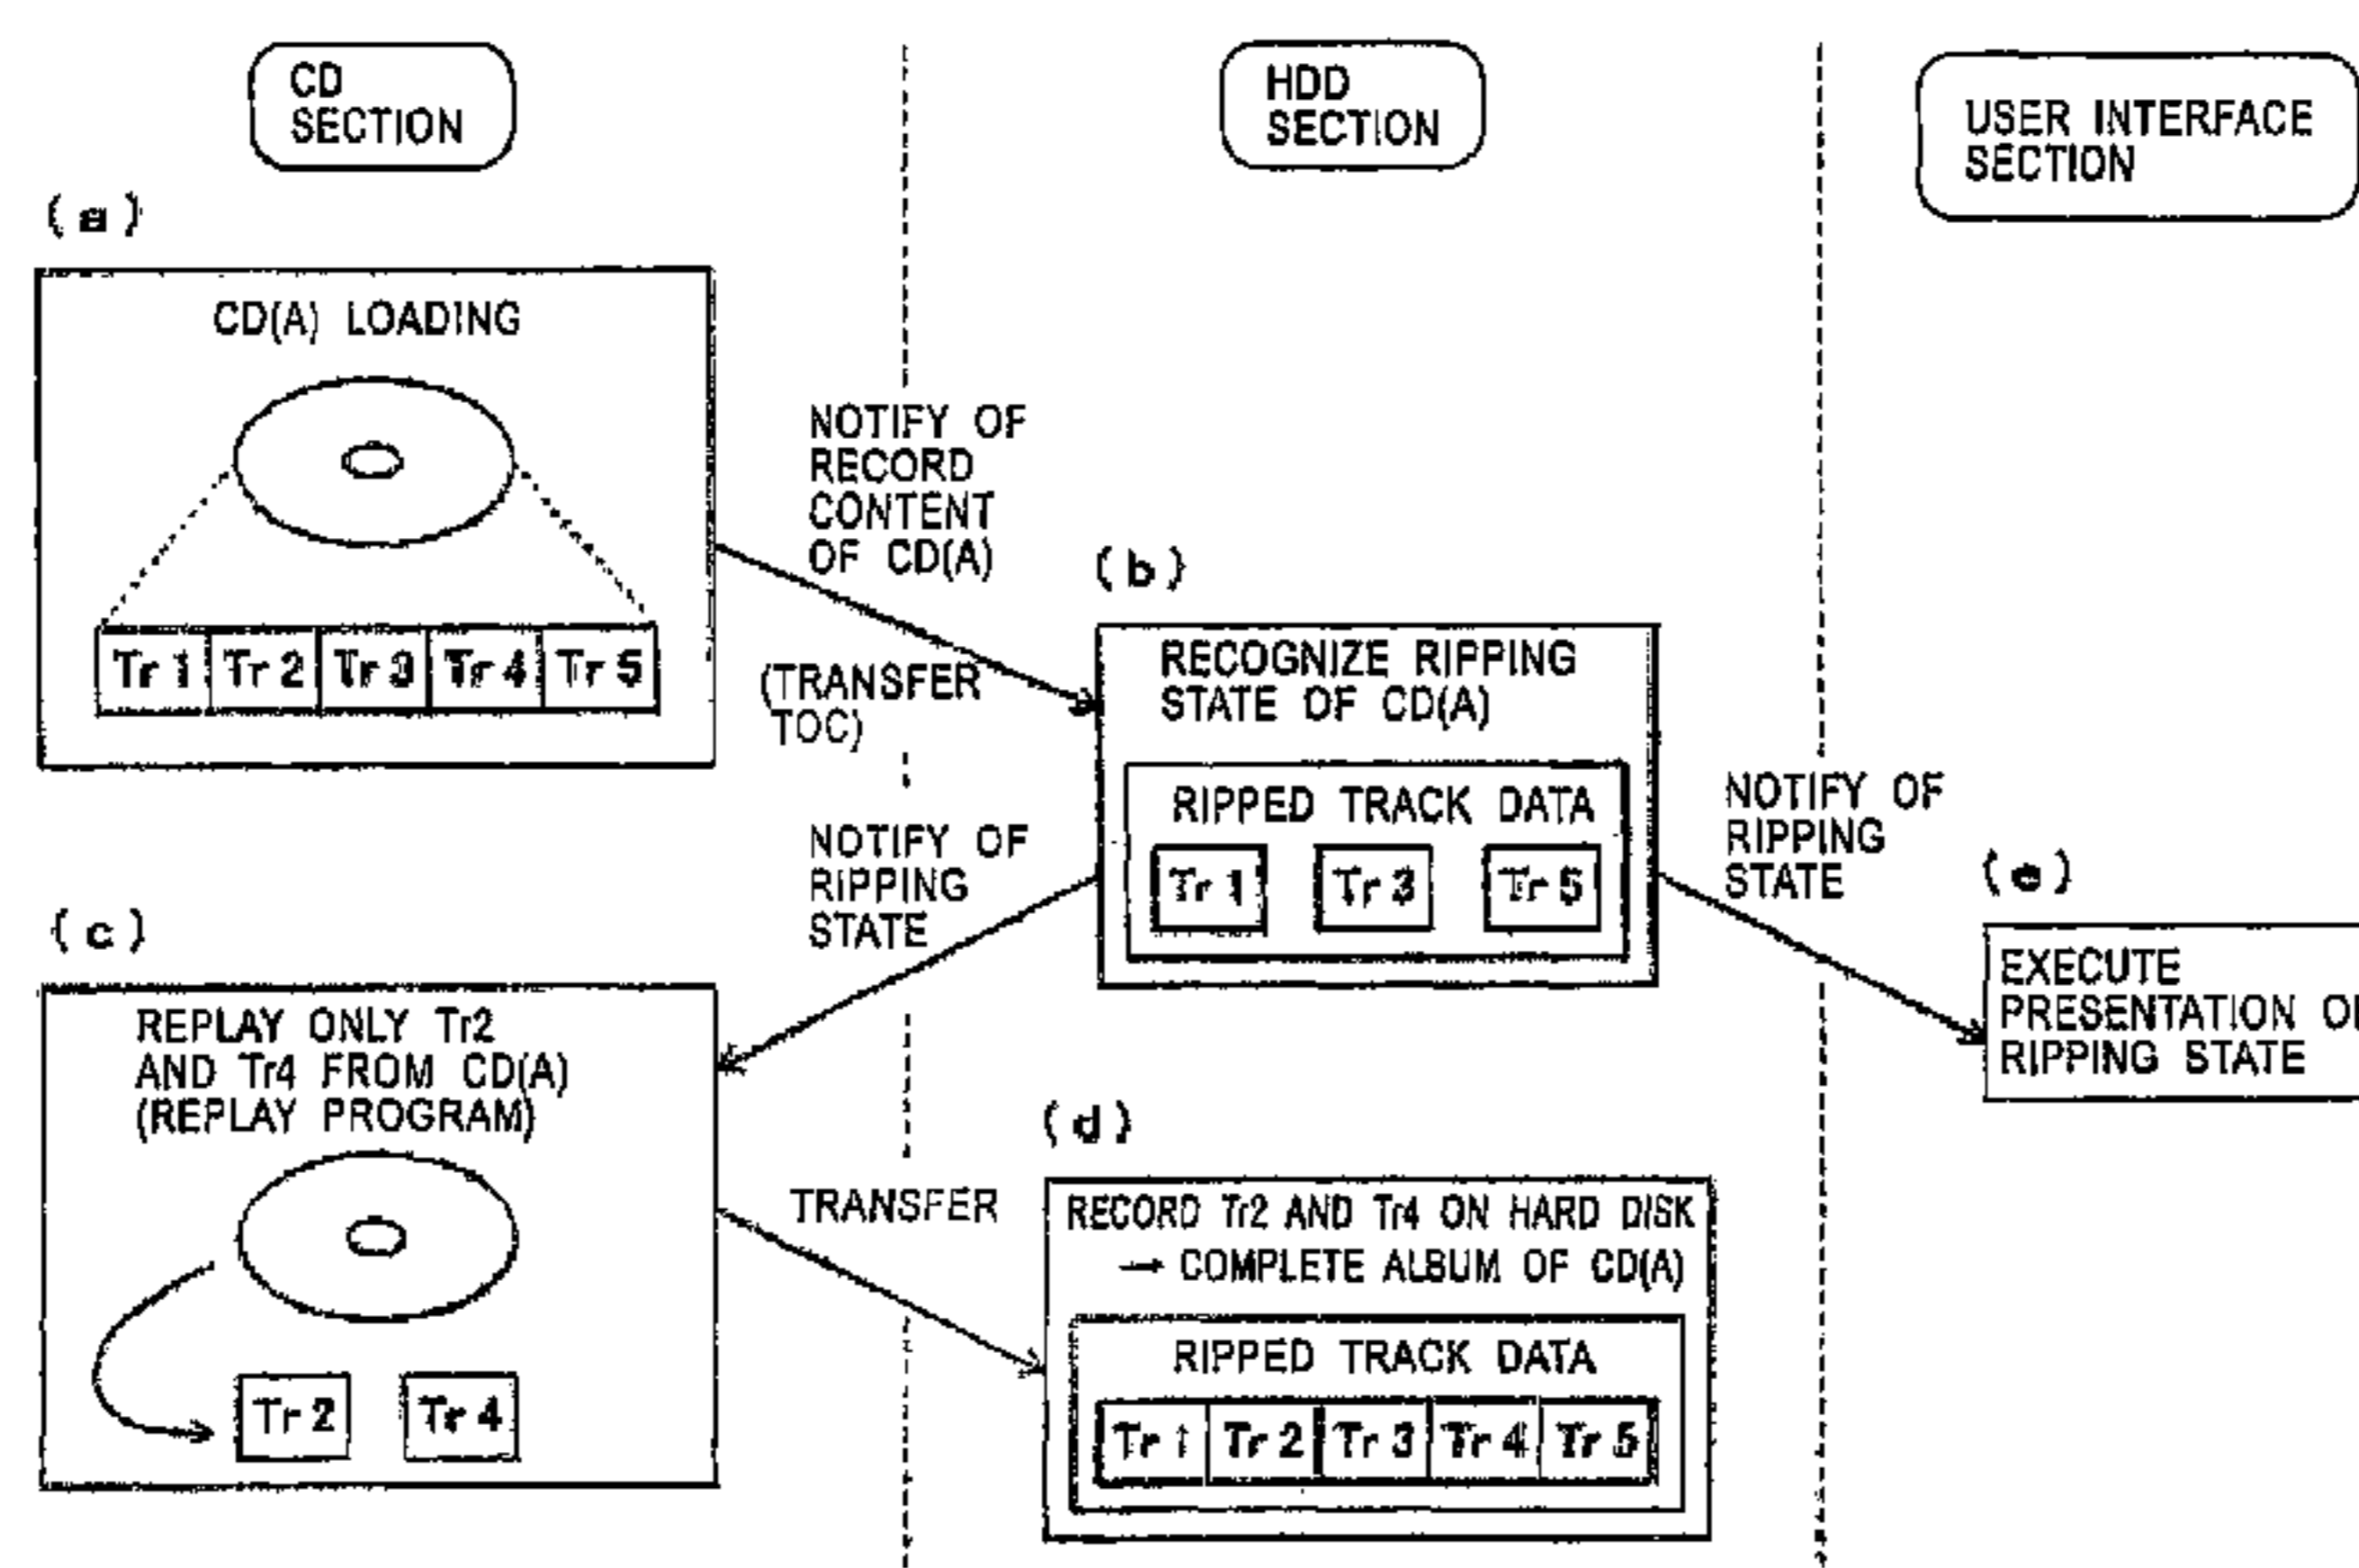 CD
SECTION
HDD
SECTION
USER INTERFACE
SECTION
(a)
CD(A) LOADING
Tr 1 Tr 2 Tr 3 Tr 4 Tr 5
NOTIFY OF
RECORD
CONTENT
OF CD(A)
(TRANSFER
TOC)
(b)
RECOGNIZE RIPPING
STATE OF CD(A)
RIPPED TRACK DATA
Tr 1 Tr 3 Tr 5
NOTIFY OF
RIPPING
STATE
NOTIFY OF
RIPPING
STATE
(e)
EXECUTE
PRESENTATION
RIPPING STATE
(c)
REPLAY ONLY Tr2
AND Tr4 FROM CD(A)
(REPLAY PROGRAM)
Tr 2 Tr 4
TRANSFER
(d)
RECORD Tr2 AND Tr4 ON HARD DISK
→ COMPLETE ALBUM OF CD(A)
RIPPED TRACK DATA
Tr 1 Tr 2 Tr 3 Tr 4 Tr 5